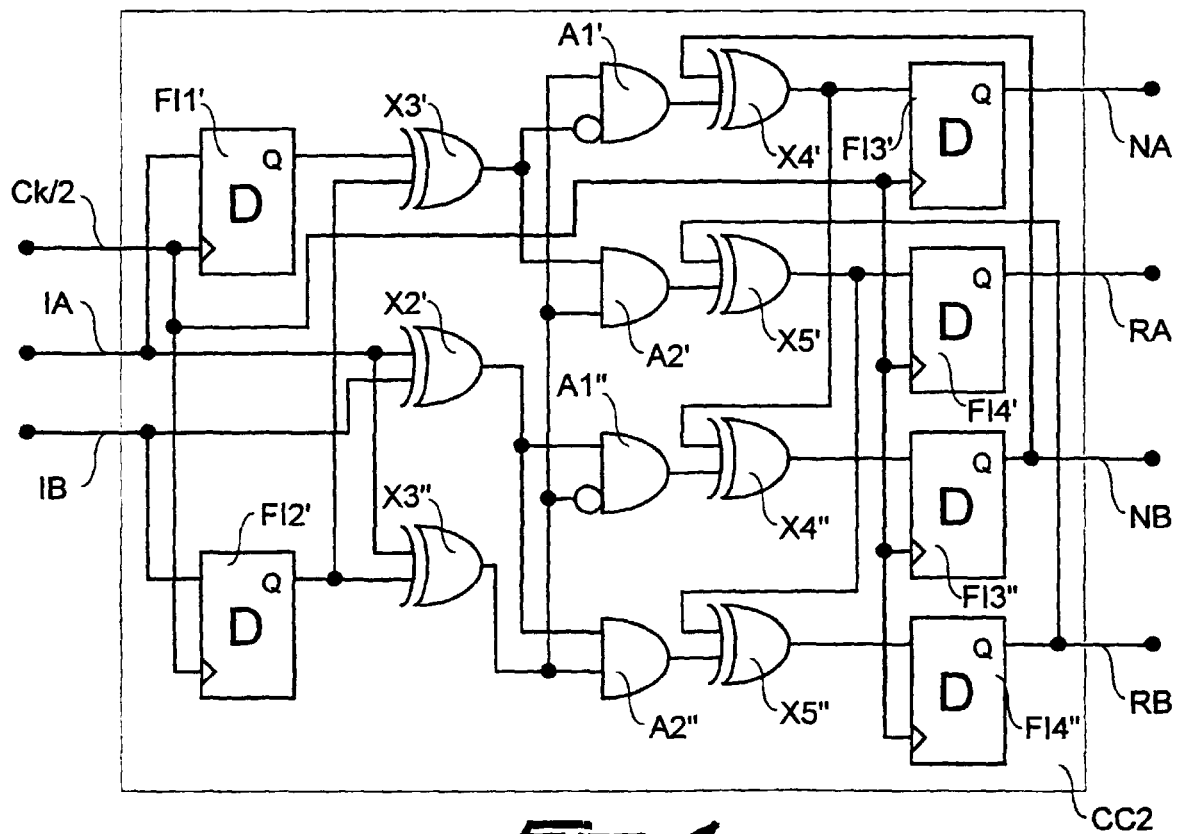 A1'
FI1'
X3'
Q
D
X4'
FI3'
Q
D
NA
Ck/2
IA
X2'
A2'
X5'
Q
D
RA
FI4'
A1"
IB
X3"
FI2'
Q
D
X4"
Q
D
NB
FI3"
A2"
X5"
Q
D
RB
FI4"
CC2